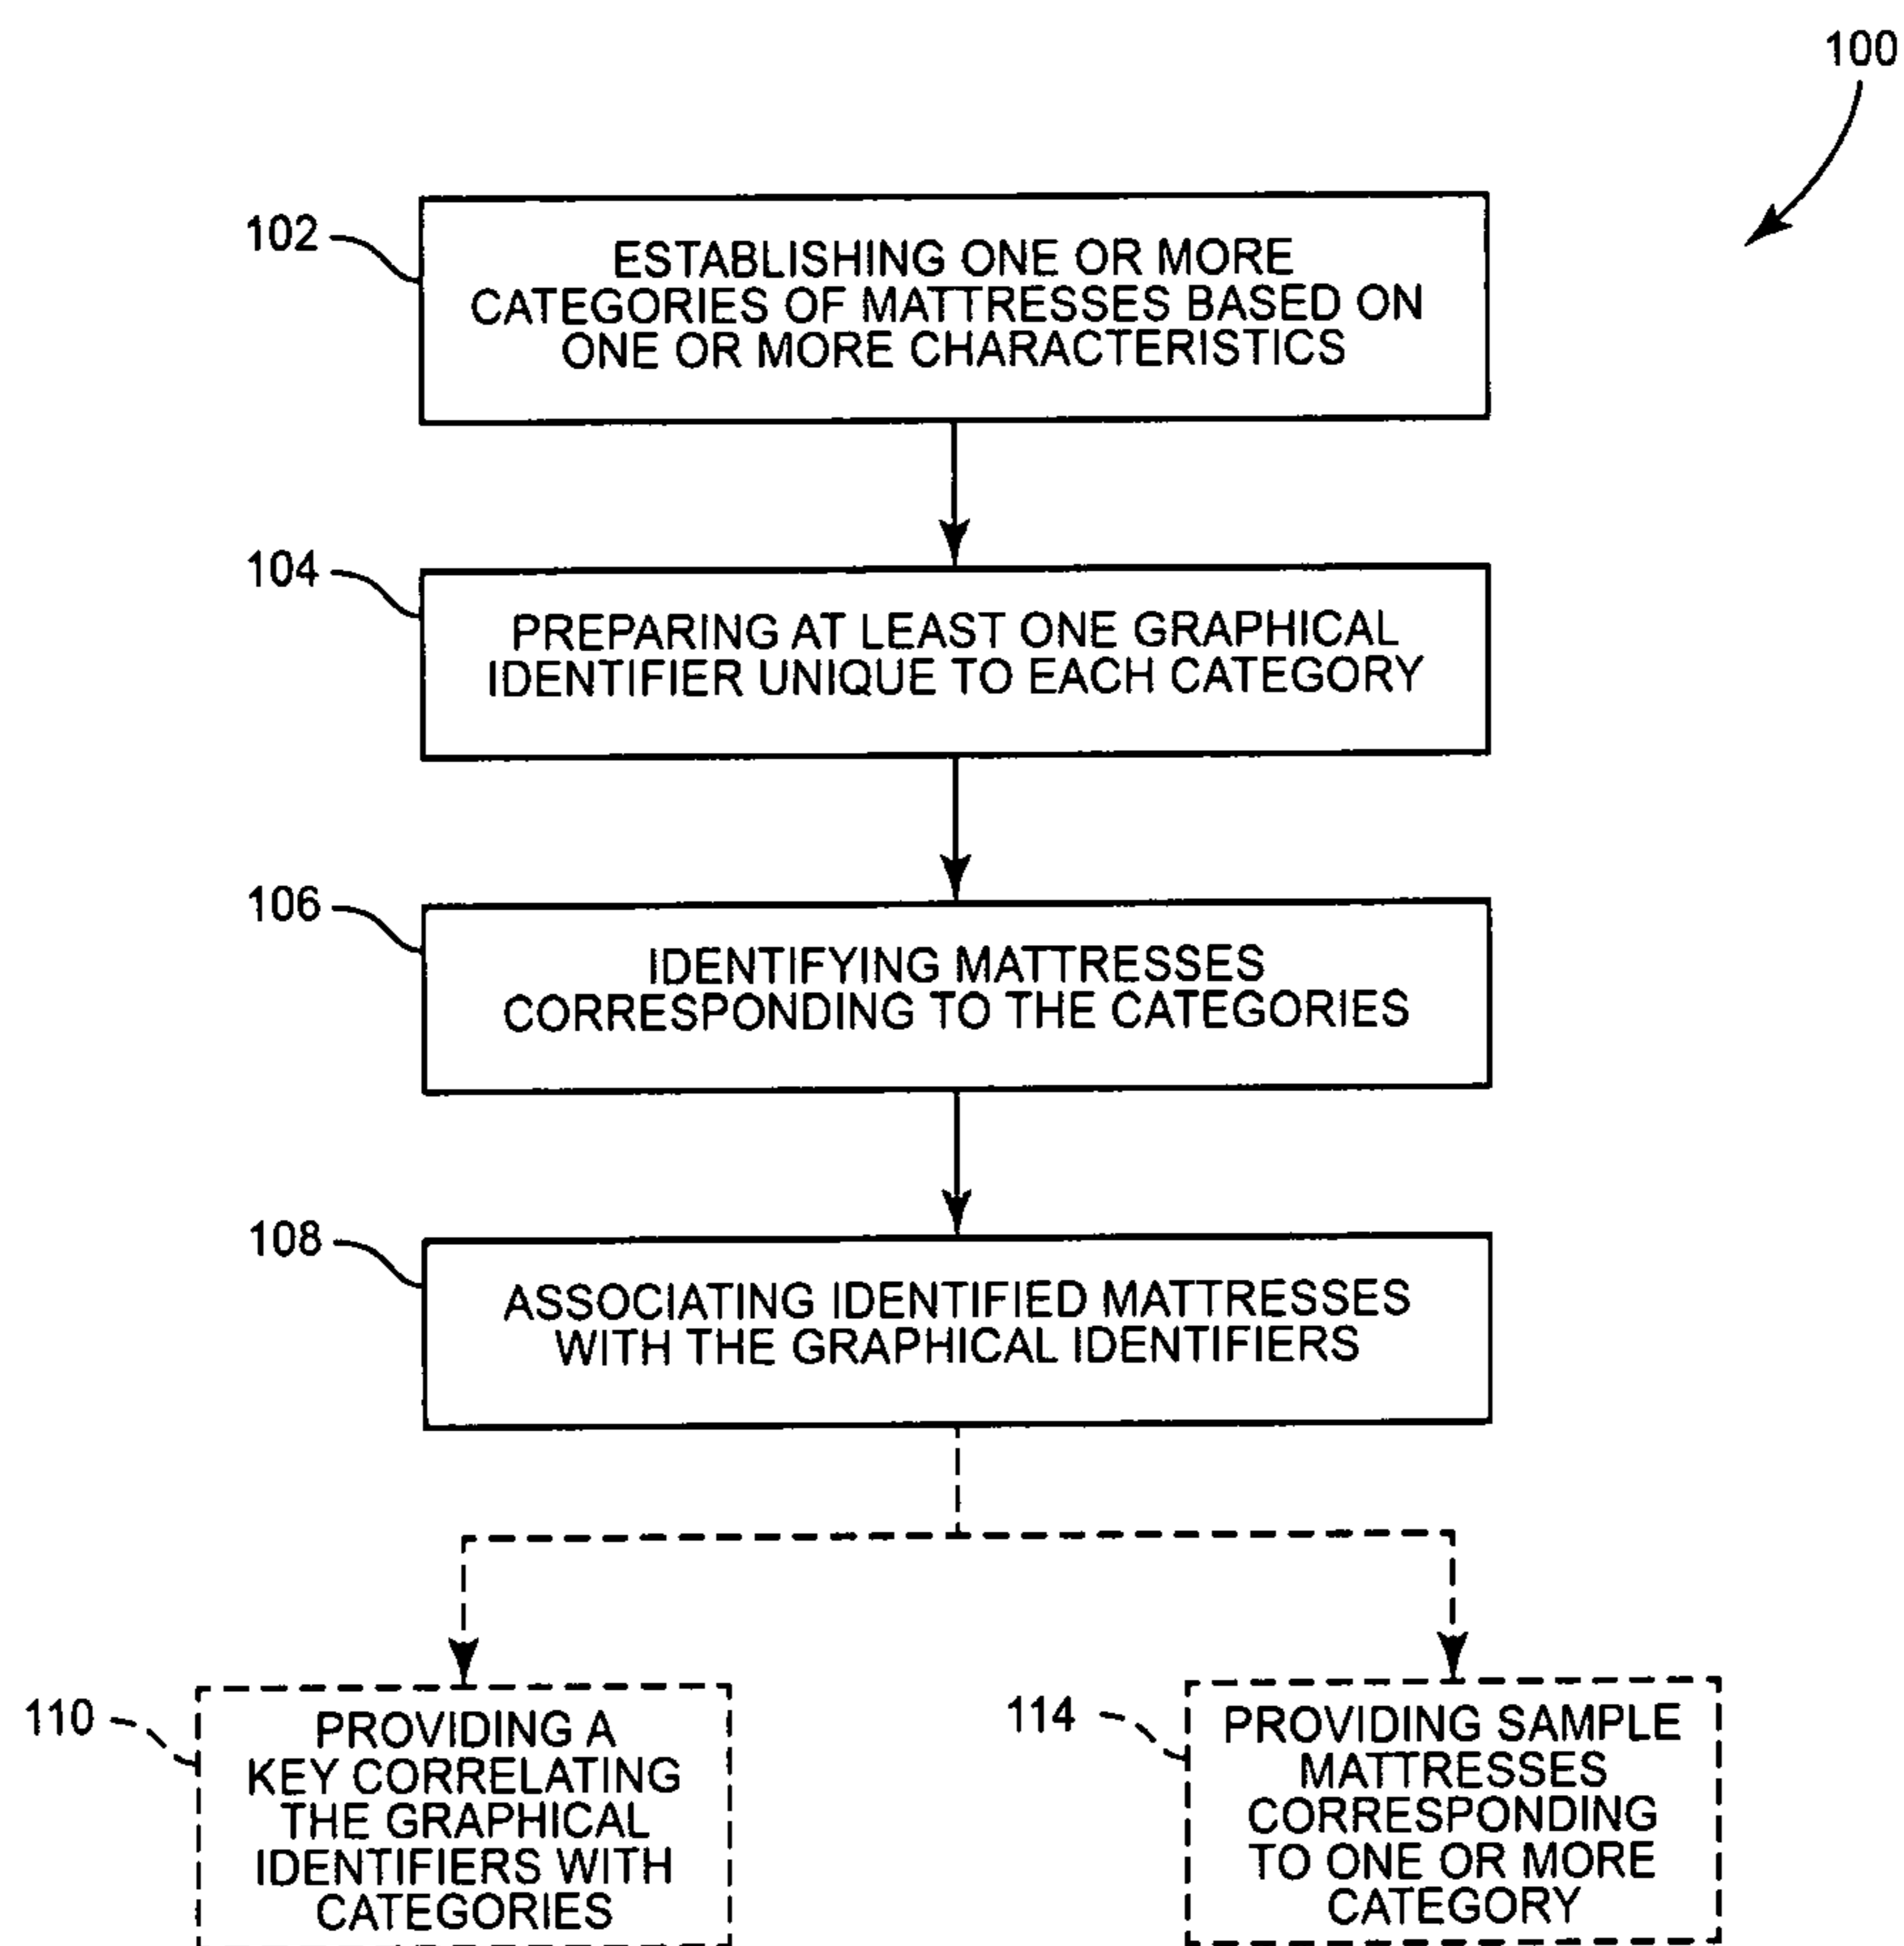 100
102
ESTABLISHING ONE OR MORE
CATEGORIES OF MATTRESSES BASED ON
ONE OR MORE CHARACTERISTICS
104
PREPARING AT LEAST ONE GRAPHICAL
IDENTIFIER UNIQUE TO EACH CATEGORY
106
IDENTIFYING MATTRESSES
CORRESPONDING TO THE CATEGORIES
108
ASSOCIATING IDENTIFIED MATTRESSES
WITH THE GRAPHICAL IDENTIFIERS
110
PROVIDING A
KEY CORRELATING
THE GRAPHICAL
IDENTIFIERS WITH
CATEGORIES
114
PROVIDING SAMPLE
MATTRESSES
CORRESPONDING
TO ONE OR MORE
CATEGORY